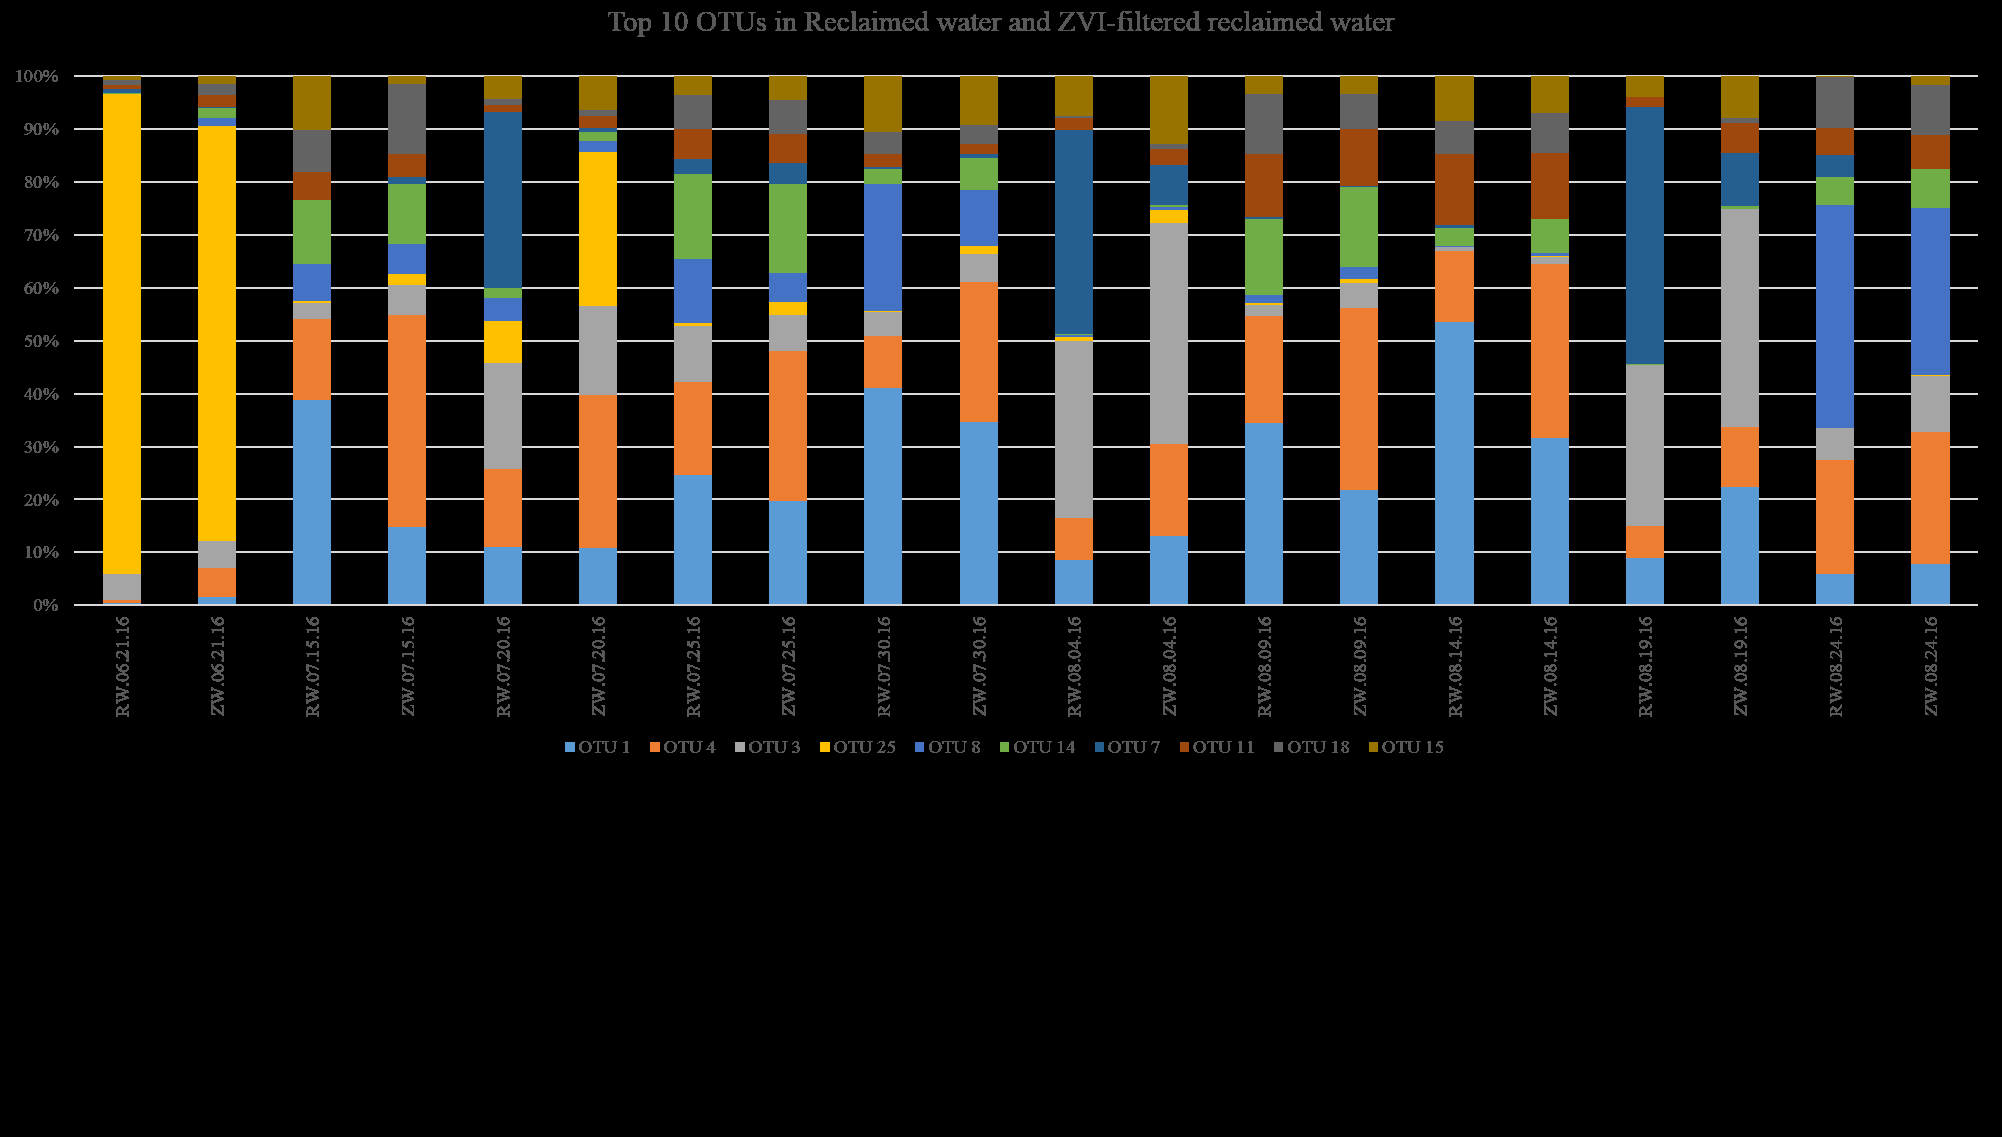 Top 10 OTUs in Reclaimed water and ZVI-filtered reclaimed water
100%
90%
80%
70%
60%
50%
40%
30%
20%
10%
0%
RW.06.21.16
ZW.06.21.16
RW.07.15.16
ZW.07.15.16
RW.07.20.16
ZW.07.20.16
RW.07.25.16
ZW.07.25.16
RW.07.30.16
ZW.07.30.16
RW.08.04.16
ZW.08.04.16
RW.08.09.16
ZW.08.09.16
RW.08.14.16
ZW.08.14.16
RW.08.19.16
ZW.08.19.16
RW.08.24.16
ZW.08.24.16
OTU 1 OTU 4 OTU 3 OTU 25 OTU 8 OTU 14 OTU 7 OTU 11 OTU 18 OTU 15